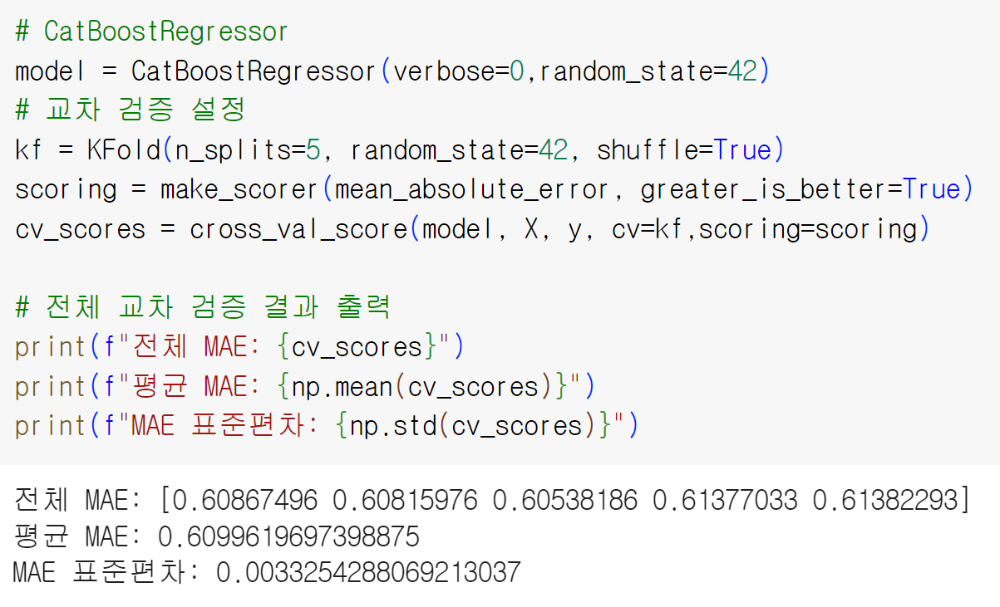 # CatBoostRegressor
model = CatBoostRegressor(verbose=0,random_state=42)
# 교차 검증 설정
kf = KFold(n_splits=5, random_state=42, shuffle=True)
scoring = make_scorer(mean_absolute_error, greater_is_better=True)
cv_scores = cross_val_score(model, X, y, cv=kf,scoring=scoring)
# 전체 교차 검증 결과 출력
print(f"전체 MAE: {cv_scores}")
print(f"평균 MAE: {np.mean(cv_scores)}")
print(f"MAE 표준편차: {np.std(cv_scores)}")
전체 MAE: [0.60867496 0.60815976 0.60538186 0.61377033 0.61382293]
평균 MAE: 0.6099619697398875
MAE 표준편차: 0.0033254288069213037